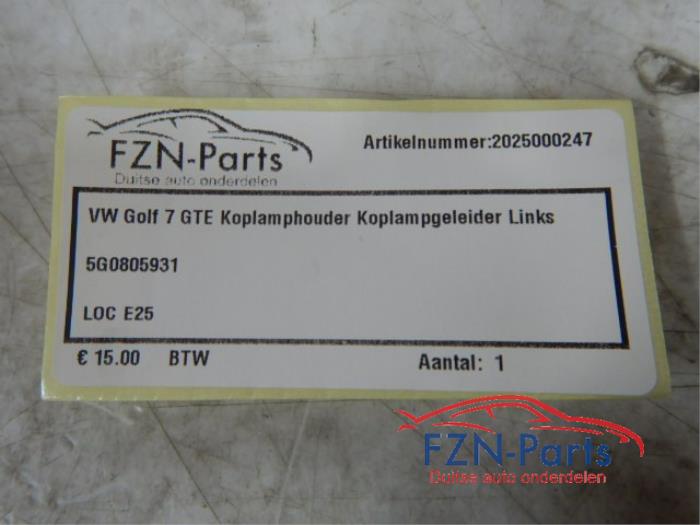 FZN-Parts
Duitse auto onderdelen
Artikelnummer:2025000247
VW Golf 7 GTE Koplamphouder Koplampgeleider Links
5G0805931
LOC E25
€ 15.00 BTW
Aantal: 1
FZN-Parts
Duitse auto onderdelen